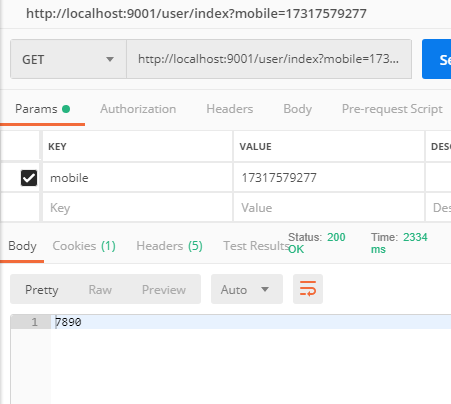 http://localhost:9001/user/index?mobile=17317579277
GET http://localhost:9001/user/index?mobile=173... Se
Params Authorization Headers Body Pre-request Script
KEY VALUE DESC
mobile 17317579277
Key Value Des
Body Cookies (1) Headers (5) Test Results Status: 200 OK Time: 2334 ms
Pretty Raw Preview Auto
1 7890